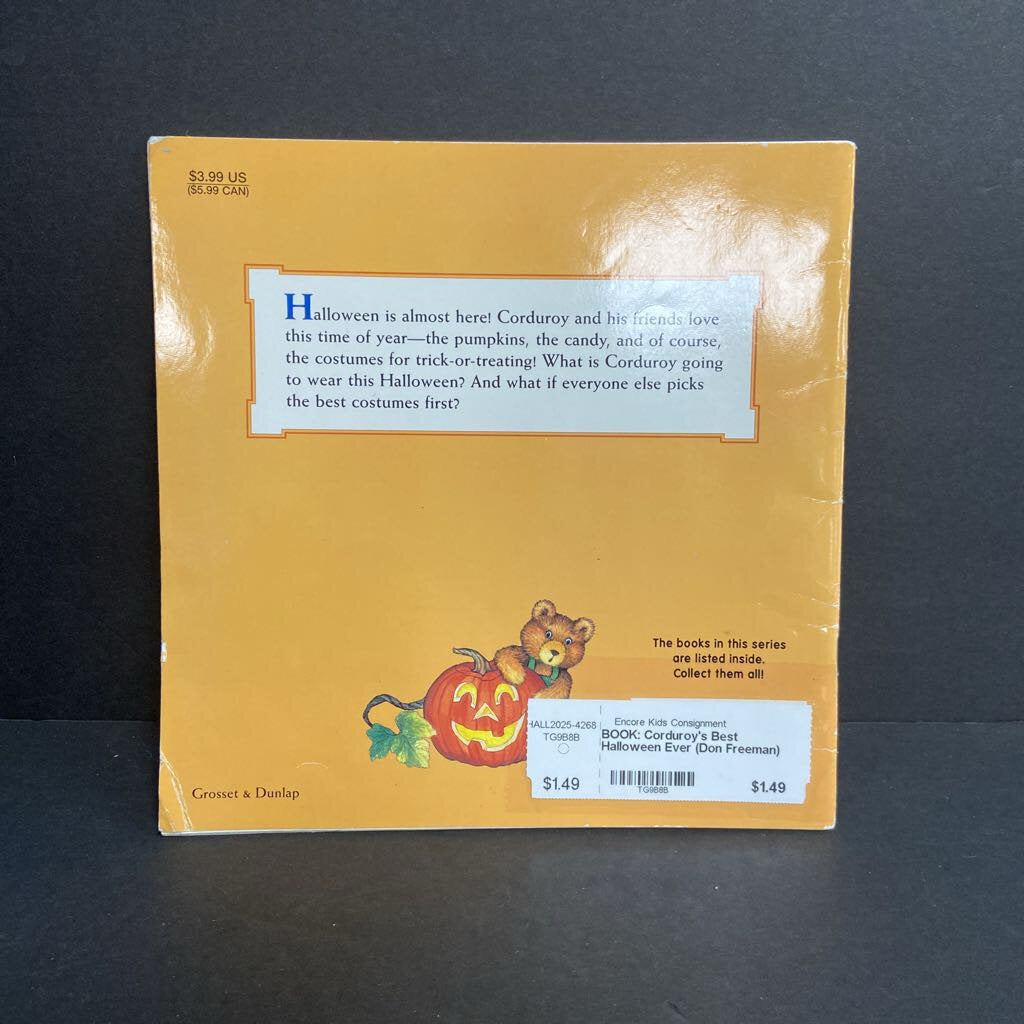 $3.99 US
($5.99 CAN)
Halloween is almost here! Corduroy and his friends love
this time of year—the pumpkins, the candy, and of course,
the costumes for trick-or-treating! What is Corduroy going
to wear this Halloween? And what if everyone else picks
the best costumes first?
The books in this series
are listed inside.
Collect them all!
HALL2025-4268
TG9B8B
$1.49
Encore Kids Consignment
BOOK: Corduroy's Best
Halloween Ever (Don Freeman)
TG9B8B
$1.49
Grosset & Dunlap